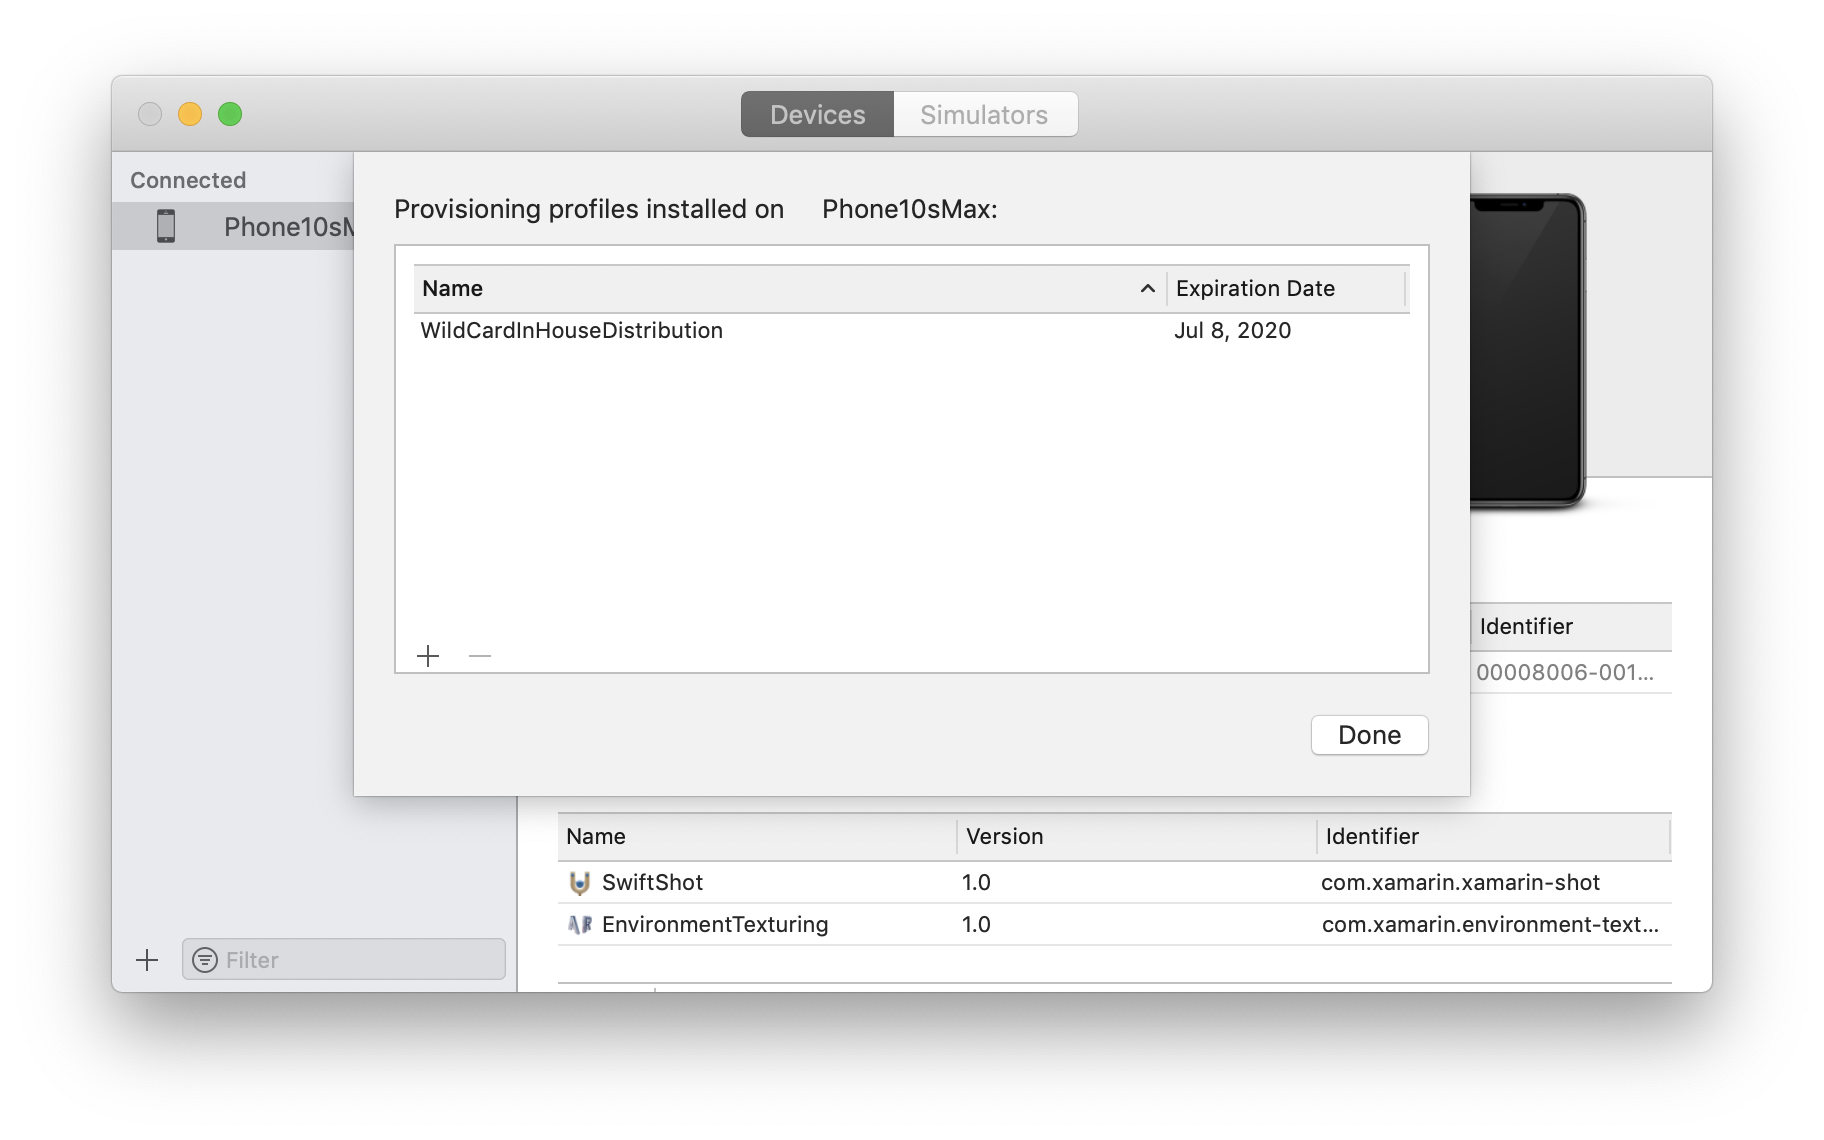 Devices Simulators
Connected
Phone10sM
Provisioning profiles installed on Phone10sMax:
Name Expiration Date
WildCardInHouseDistribution Jul 8, 2020
Identifier
00008006-001...
Done
Name Version Identifier
SwiftShot 1.0 com.xamarin.xamarin-shot
EnvironmentTexturing 1.0 com.xamarin.environment-text...
Filter